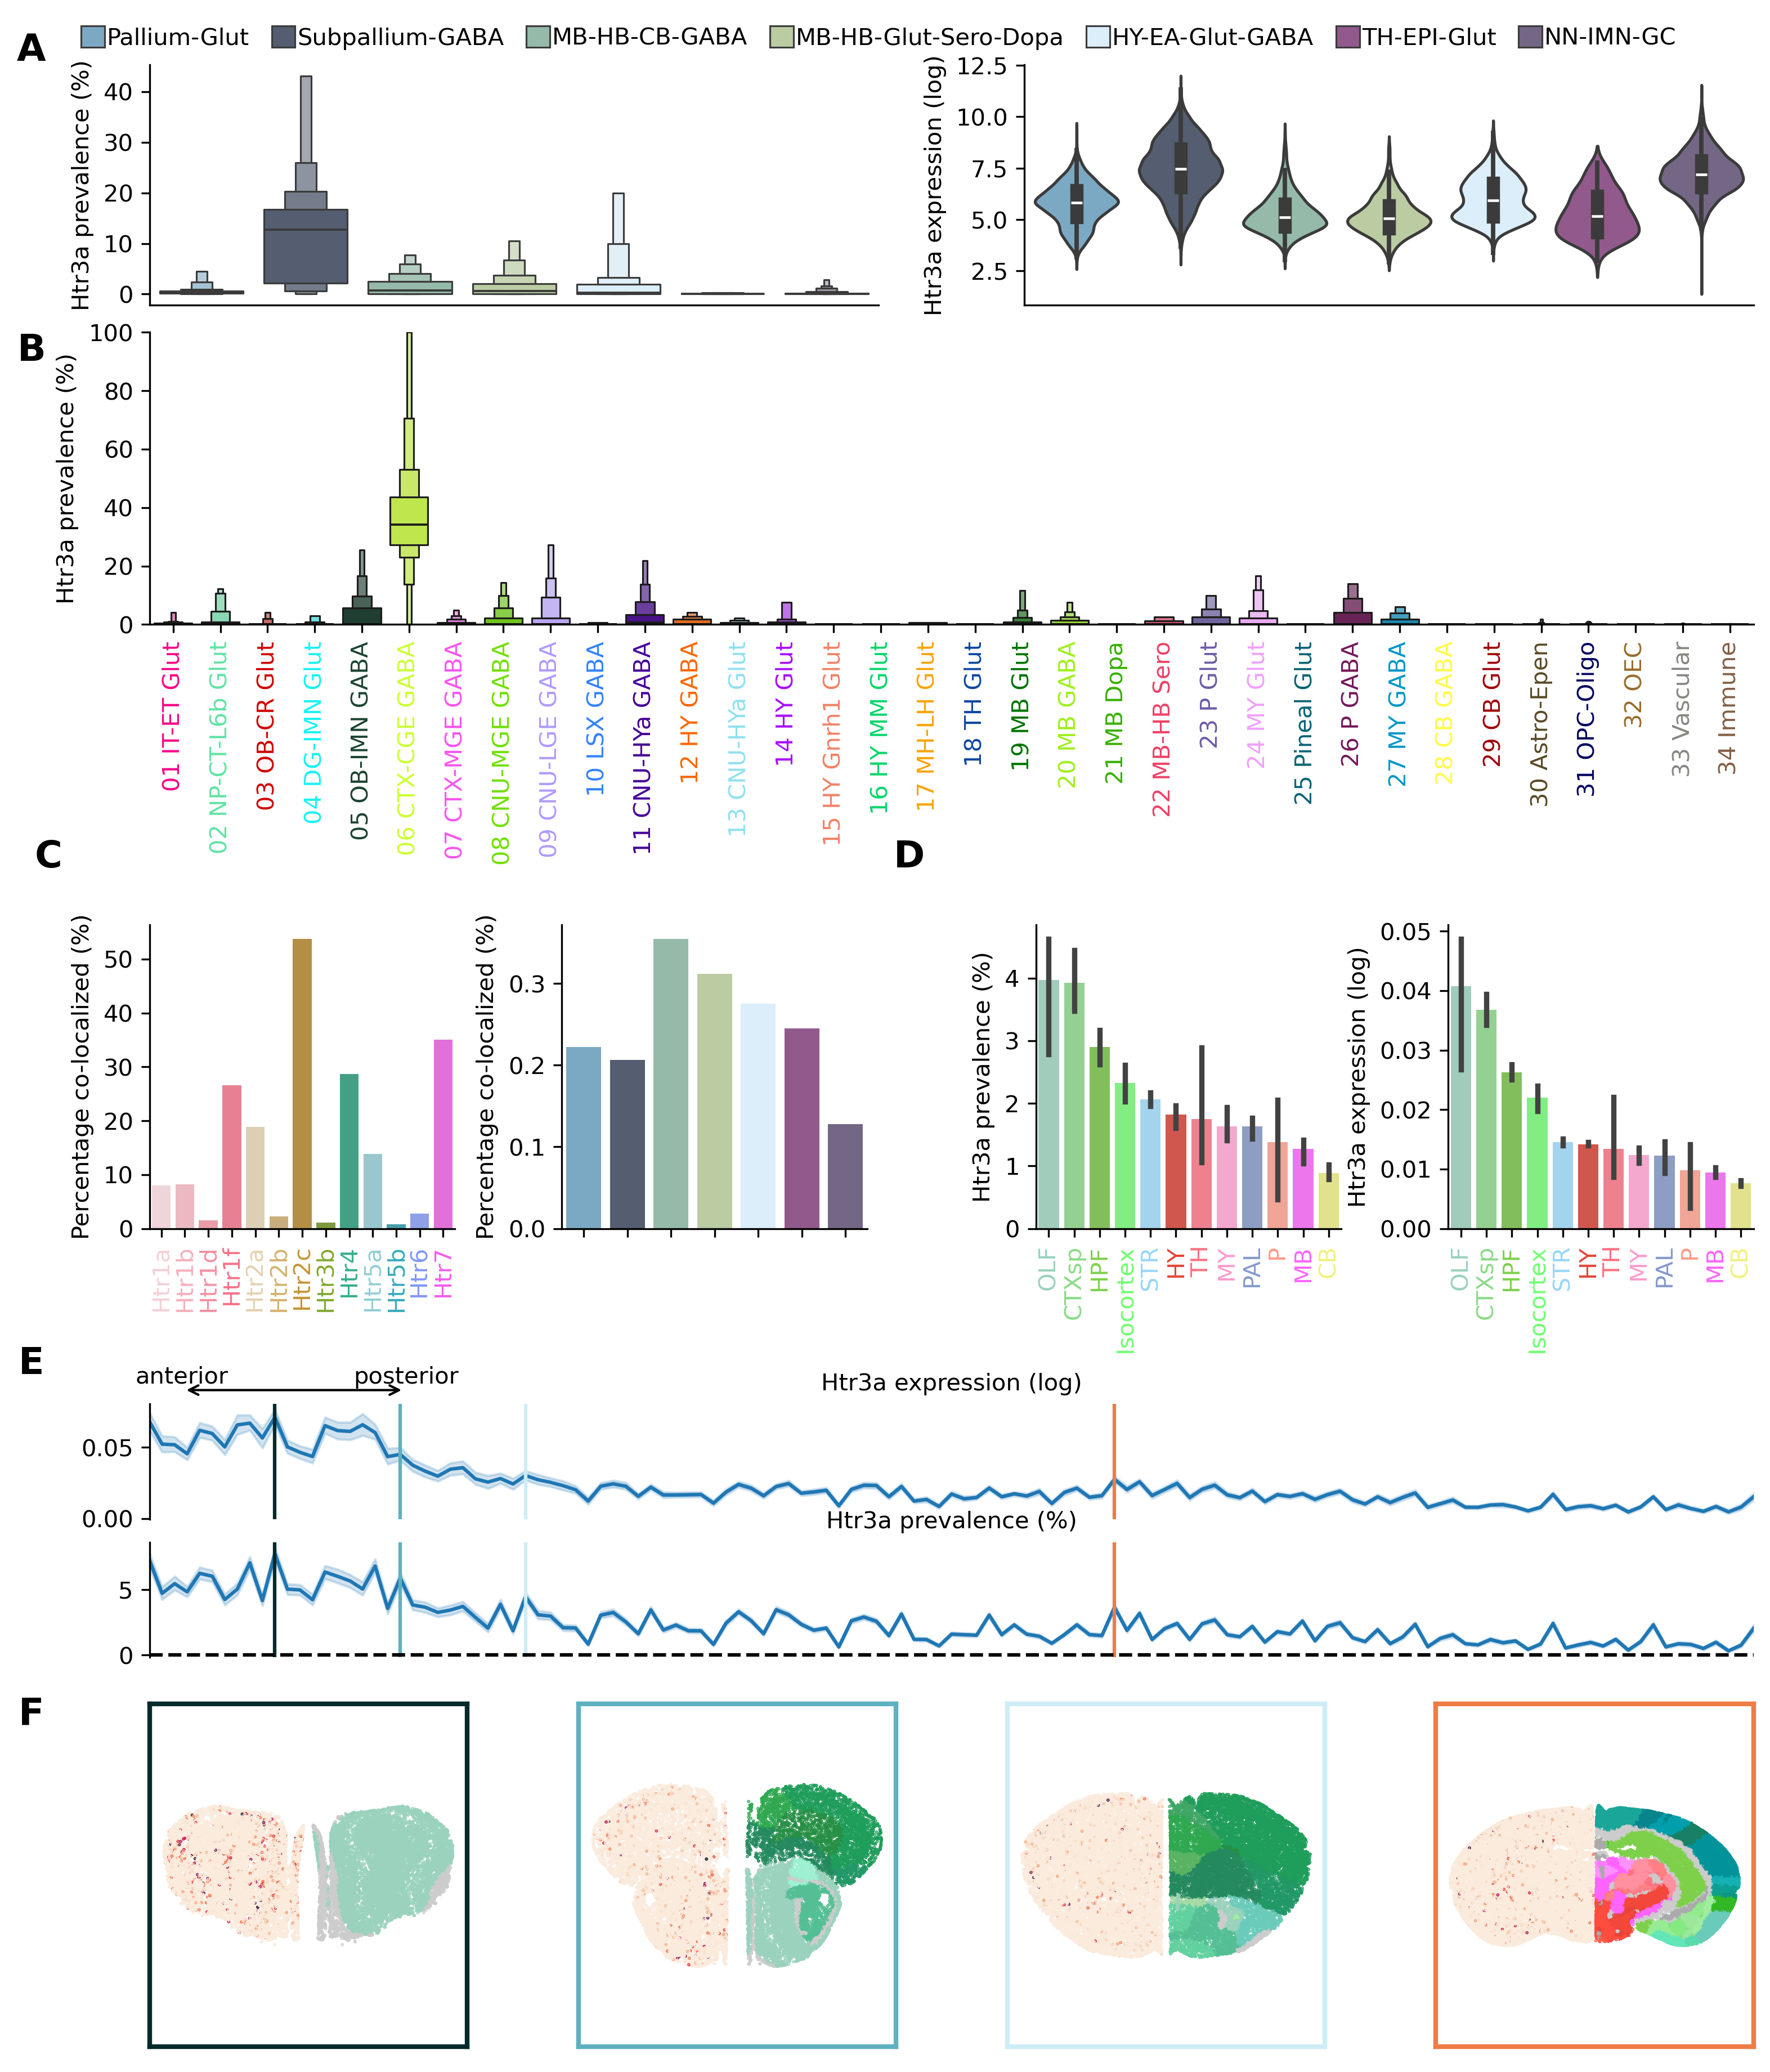 A
Pallium-Glut Subpallium-GABA MB-HB-CB-GABA MB-HB-Glut-Sero-Dopa HY-EA-Glut-GABA TH-EPI-Glut NN-IMN-GC
Htr3a prevalence (%)
40
30
20
10
0
Htr3a expression (log)
12.5
10.0
7.5
5.0
2.5
B
Htr3a prevalence (%)
100
80
60
40
20
0
01 IT-ET Glut
02 NP-CT-L6b Glut
03 OB-CR Glut
04 DG-IMN Glut
05 OB-IMN GABA
06 CTX-CGE GABA
07 CTX-MGE GABA
08 CNU-MGE GABA
09 CNU-LGE GABA
10 LSX GABA
11 CNU-HYa GABA
12 HY GABA
13 CNU-HYa Glut
14 HY Glut
15 HY Gnrh1 Glut
16 HY MM Glut
17 MH-LH Glut
18 TH Glut
19 MB Glut
20 MB GABA
21 MB Dopa
22 MB-HB Sero
23 P Glut
24 MY Glut
25 Pineal Glut
26 P GABA
27 MY GABA
28 CB GABA
29 CB Glut
30 Astro-Epen
31 OPC-Oligo
32 OEC
33 Vascular
34 Immune
C
Percentage co-localized (%)
50
40
30
20
10
0
Htr1a
Htr1b
Htr1d
Htr1f
Htr2a
Htr2b
Htr2c
Htr3b
Htr4
Htr5a
Htr5b
Htr6
Htr7
Percentage co-localized (%)
0.3
0.2
0.1
0.0
D
Htr3a prevalence (%)
4
3
2
1
0
OLF
CTXsp
HPF
Isocortex
STR
HY
TH
MY
PAL
P
MB
CB
Htr3a expression (log)
0.05
0.04
0.03
0.02
0.01
0.00
OLF
CTXsp
HPF
Isocortex
STR
HY
TH
MY
PAL
P
MB
CB
E
anterior posterior
Htr3a expression (log)
0.05
0.00
Htr3a prevalence (%)
5
0
F